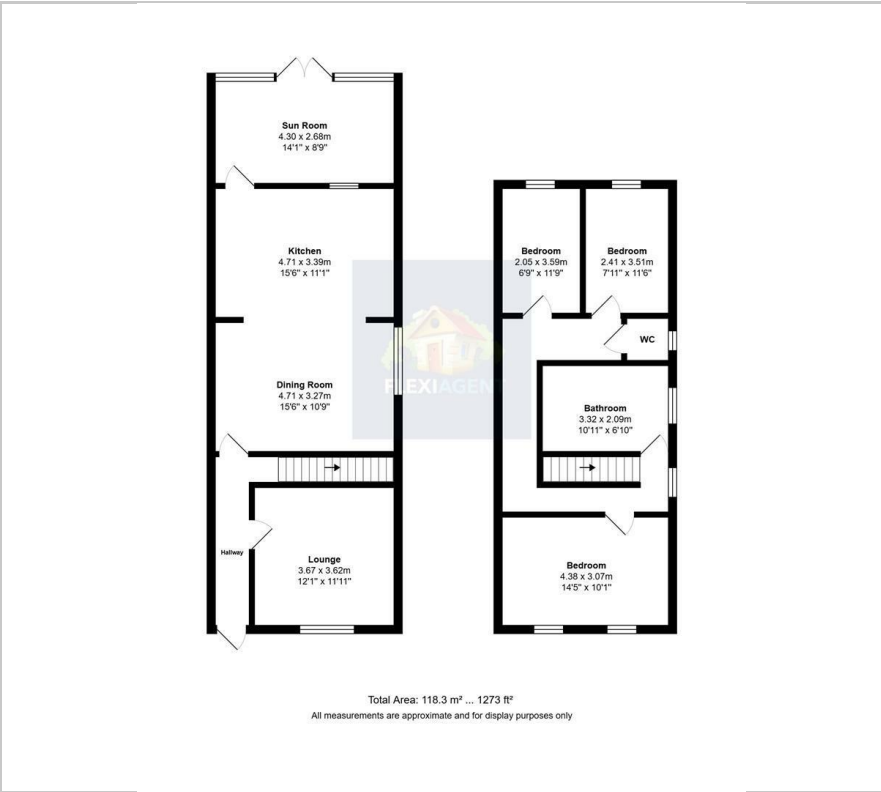 Sun Room
4.30 x 2.68m
14'1" x 8'9"
Kitchen
4.71 x 3.39m
15'6" x 11'1"
Dining Room
4.71 x 3.27m
15'6" x 10'9"
Hallway
Lounge
3.67 x 3.62m
12'1" x 11'11"
Bedroom
2.05 x 3.59m
6'9" x 11'9"
Bedroom
2.41 x 3.51m
7'11" x 11'6"
WC
Bathroom
3.32 x 2.09m
10'11" x 6'10"
Bedroom
4.38 x 3.07m
14'5" x 10'1"
FLEXIAGENT
Total Area: 118.3 m² ... 1273 ft²
All measurements are approximate and for display purposes only